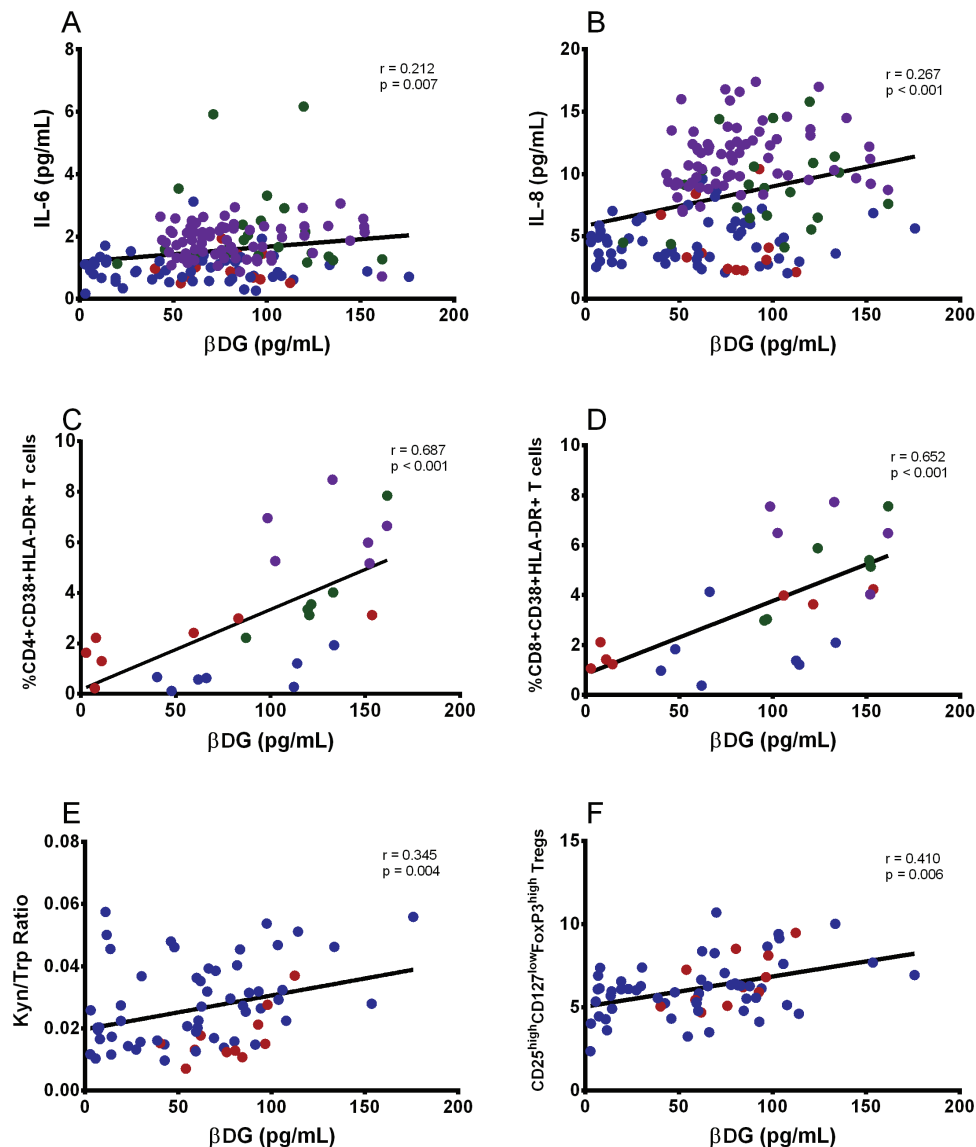 A
8
6
4
2
0
0
50
100
150
200
IL-6 (pg/mL)
βDG (pg/mL)
r = 0.212
p = 0.007
B
20
15
10
5
0
0
50
100
150
200
IL-8 (pg/mL)
βDG (pg/mL)
r = 0.267
p < 0.001
C
10
8
6
4
2
0
0
50
100
150
200
%CD4+CD38+HLA-DR+ T cells
βDG (pg/mL)
r = 0.687
p < 0.001
D
10
8
6
4
2
0
0
50
100
150
200
%CD8+CD38+HLA-DR+ T cells
βDG (pg/mL)
r = 0.652
p < 0.001
E
0.08
0.06
0.04
0.02
0.00
0
50
100
150
200
Kyn/Trp Ratio
βDG (pg/mL)
r = 0.345
p = 0.004
F
15
10
5
0
0
50
100
150
200
CD25highCD127lowFoxP3high Tregs
βDG (pg/mL)
r = 0.410
p = 0.006